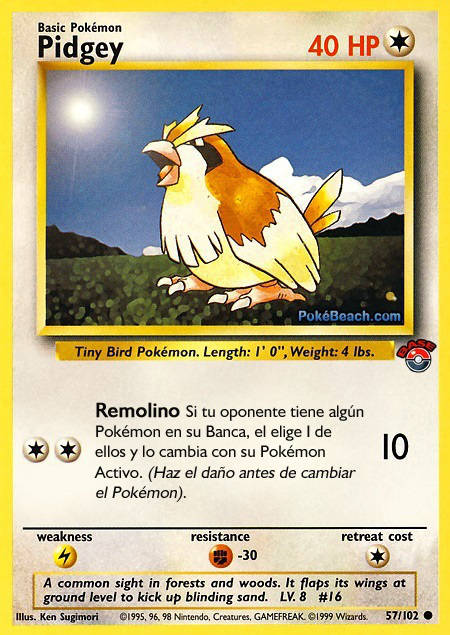 Basic Pokémon
Pidgey 40 HP
PokéBeach.com
Tiny Bird Pokémon. Length: 1' 0", Weight: 4 lbs.
BASE
Remolino Si tu oponente tiene algún
Pokémon en su Banca, el elige 1 de
ellos y lo cambia con su Pokémon
Activo. (Haz el daño antes de cambiar
el Pokémon).
10
weakness resistance retreat cost
-30
A common sight in forests and woods. It flaps its wings at
ground level to kick up blinding sand. LV. 8 #16
Illus. Ken Sugimori ©1995, 96, 98 Nintendo, Creatures, GAMEFREAK. ©1999 Wizards. 57/102